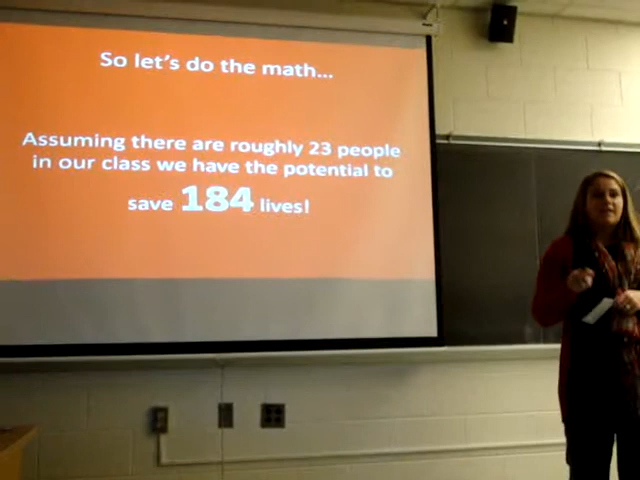 So let's do the math...
Assuming there are roughly 23 people
in our class we have the potential to
save 184 lives!